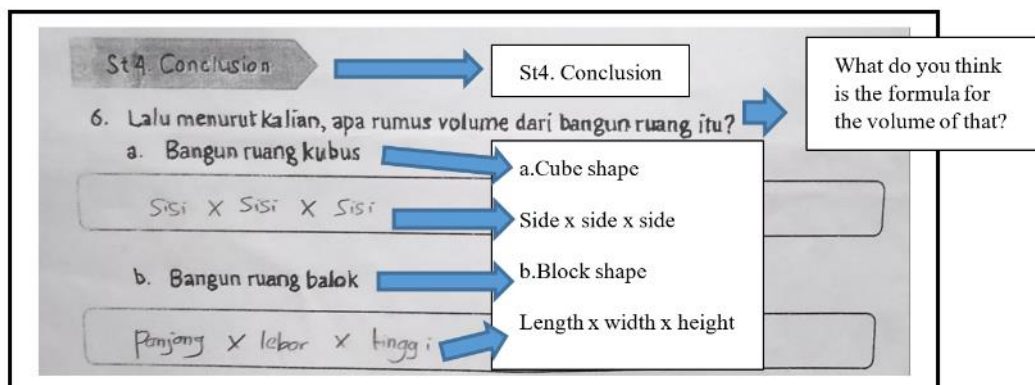 St4. Conclusion
St4. Conclusion
What do you think
is the formula for
the volume of that?
6. Lalu menurut kalian, apa rumus volume dari bangun ruang itu?
a. Bangun ruang kubus
a.Cube shape
Sisi x Sisi x Sisi
Side x side x side
b. Bangun ruang balok
b.Block shape
Panjang x lebar x tinggi
Length x width x height